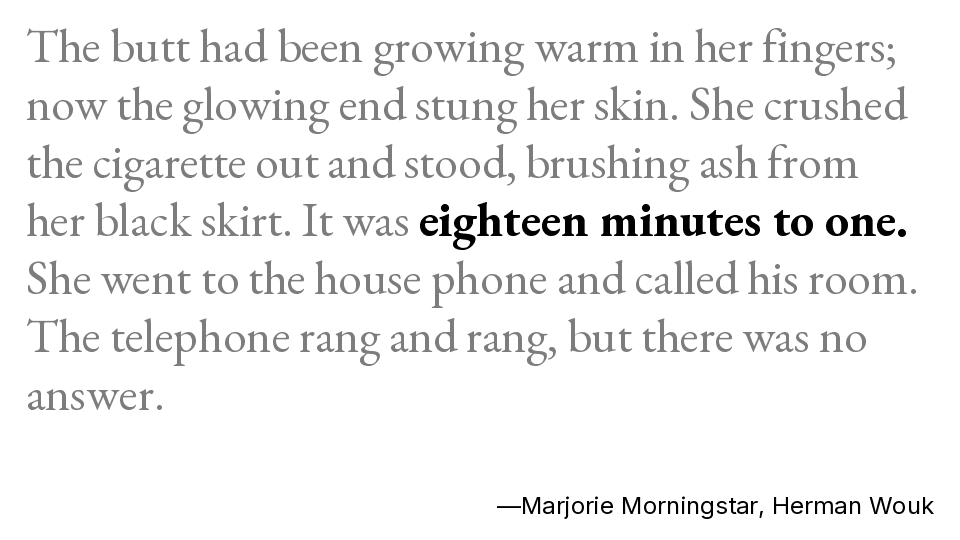 The butt had been growing warm in her fingers;
now the glowing end stung her skin. She crushed
the cigarette out and stood, brushing ash from
her black skirt. It was eighteen minutes to one.
She went to the house phone and called his room.
The telephone rang and rang, but there was no
answer.
—Marjorie Morningstar, Herman Wouk